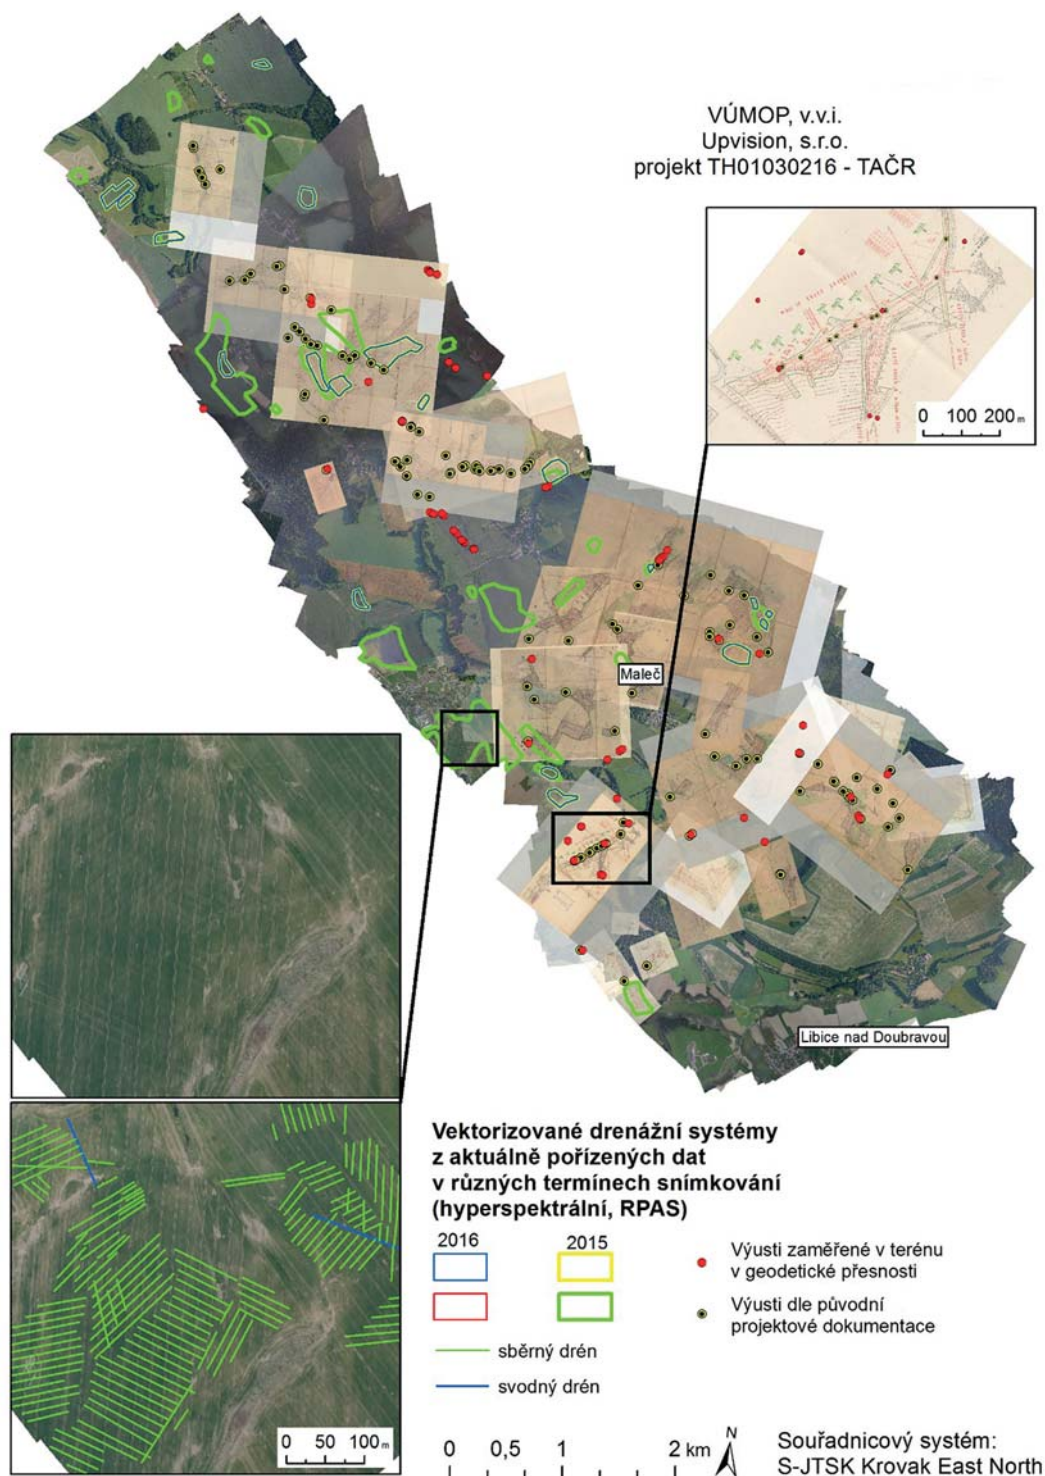 VÚMOP, v.v.i.
Upvision, s.r.o.
projekt TH01030216 - TAČR
0 100 200 m
Maleč
Libice nad Doubravou
Vektorizované drenážní systémy
z aktuálně pořízených dat
v různých termínech snímkování
(hyperspektrální, RPAS)
2016 2015
Výusti zaměřené v terénu
v geodetické přesnosti
Výusti dle původní
projektové dokumentace
sběrný drén
svodný drén
0 50 100 m
0 0,5 1 2 km
N
Souřadnicový systém:
S-JTSK Krovak East North